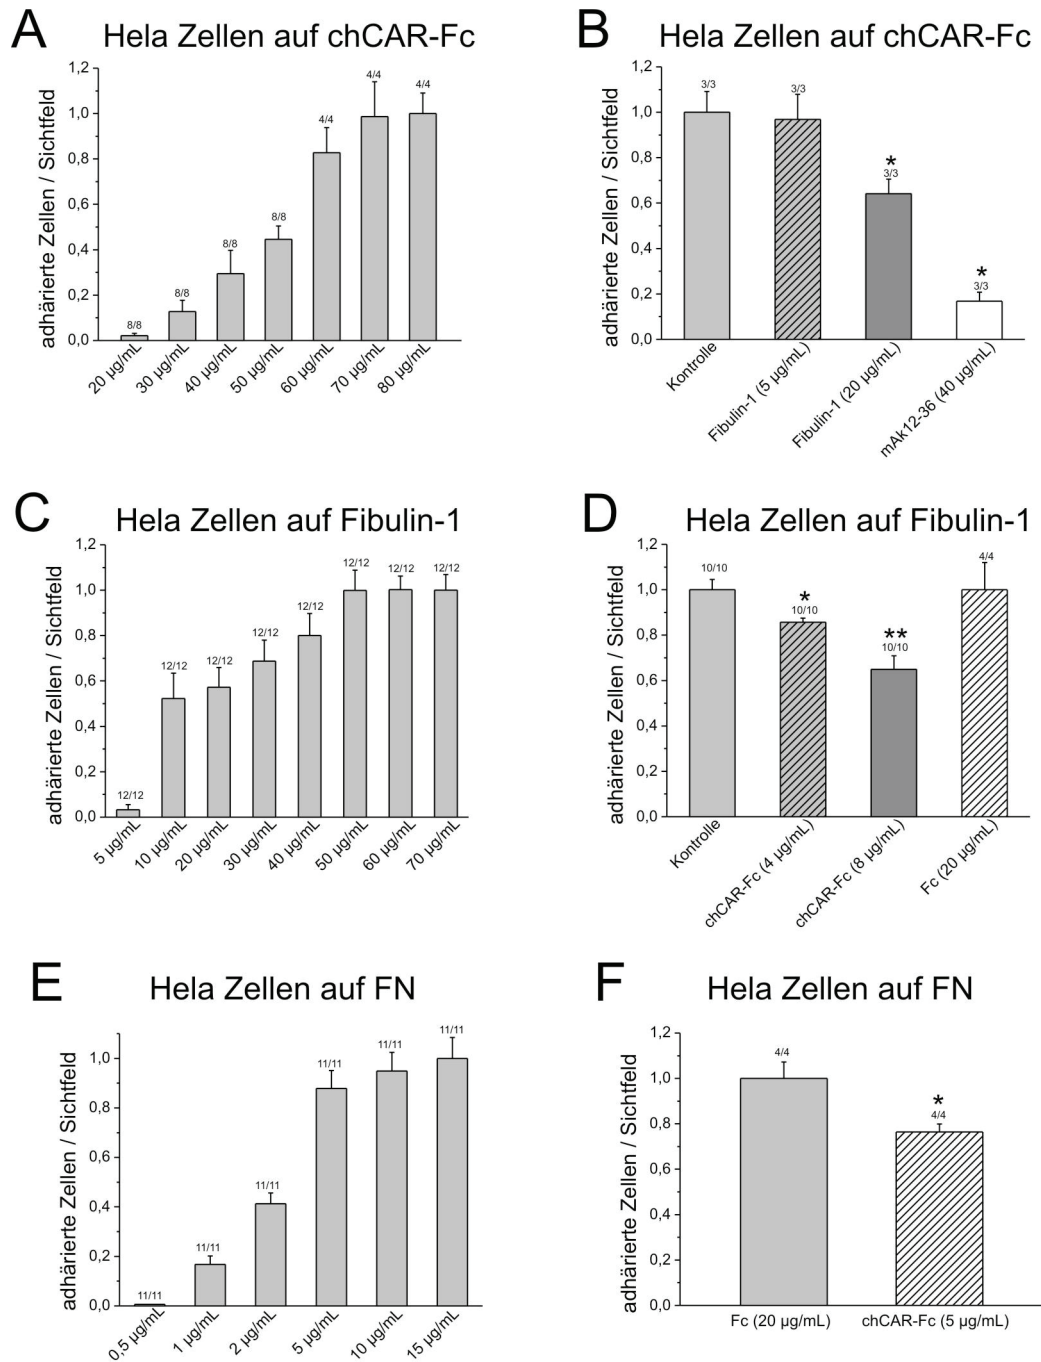 A
Hela Zellen auf chCAR-Fc
adhärierte Zellen / Sichtfeld
1,2
1,0
0,8
0,6
0,4
0,2
0,0
8/8
8/8
8/8
8/8
4/4
4/4
4/4
20 µg/mL
30 µg/mL
40 µg/mL
50 µg/mL
60 µg/mL
70 µg/mL
80 µg/mL
B
Hela Zellen auf chCAR-Fc
adhärierte Zellen / Sichtfeld
1,2
1,0
0,8
0,6
0,4
0,2
0,0
3/3
3/3
*
3/3
*
3/3
Kontrolle
Fibulin-1 (5 µg/mL)
Fibulin-1 (20 µg/mL)
mAk12-36 (40 µg/mL)
C
Hela Zellen auf Fibulin-1
adhärierte Zellen / Sichtfeld
1,2
1,0
0,8
0,6
0,4
0,2
0,0
12/12
12/12
12/12
12/12
12/12
12/12
12/12
12/12
5 µg/mL
10 µg/mL
20 µg/mL
30 µg/mL
40 µg/mL
50 µg/mL
60 µg/mL
70 µg/mL
D
Hela Zellen auf Fibulin-1
adhärierte Zellen / Sichtfeld
1,2
1,0
0,8
0,6
0,4
0,2
0,0
10/10
*
10/10
**
10/10
4/4
Kontrolle
chCAR-Fc (4 µg/mL)
chCAR-Fc (8 µg/mL)
Fc (20 µg/mL)
E
Hela Zellen auf FN
adhärierte Zellen / Sichtfeld
1,0
0,8
0,6
0,4
0,2
0,0
11/11
11/11
11/11
11/11
11/11
11/11
0,5 µg/mL
1 µg/mL
2 µg/mL
5 µg/mL
10 µg/mL
15 µg/mL
F
Hela Zellen auf FN
adhärierte Zellen / Sichtfeld
1,2
1,0
0,8
0,6
0,4
0,2
0,0
4/4
*
4/4
Fc (20 µg/mL)
chCAR-Fc (5 µg/mL)